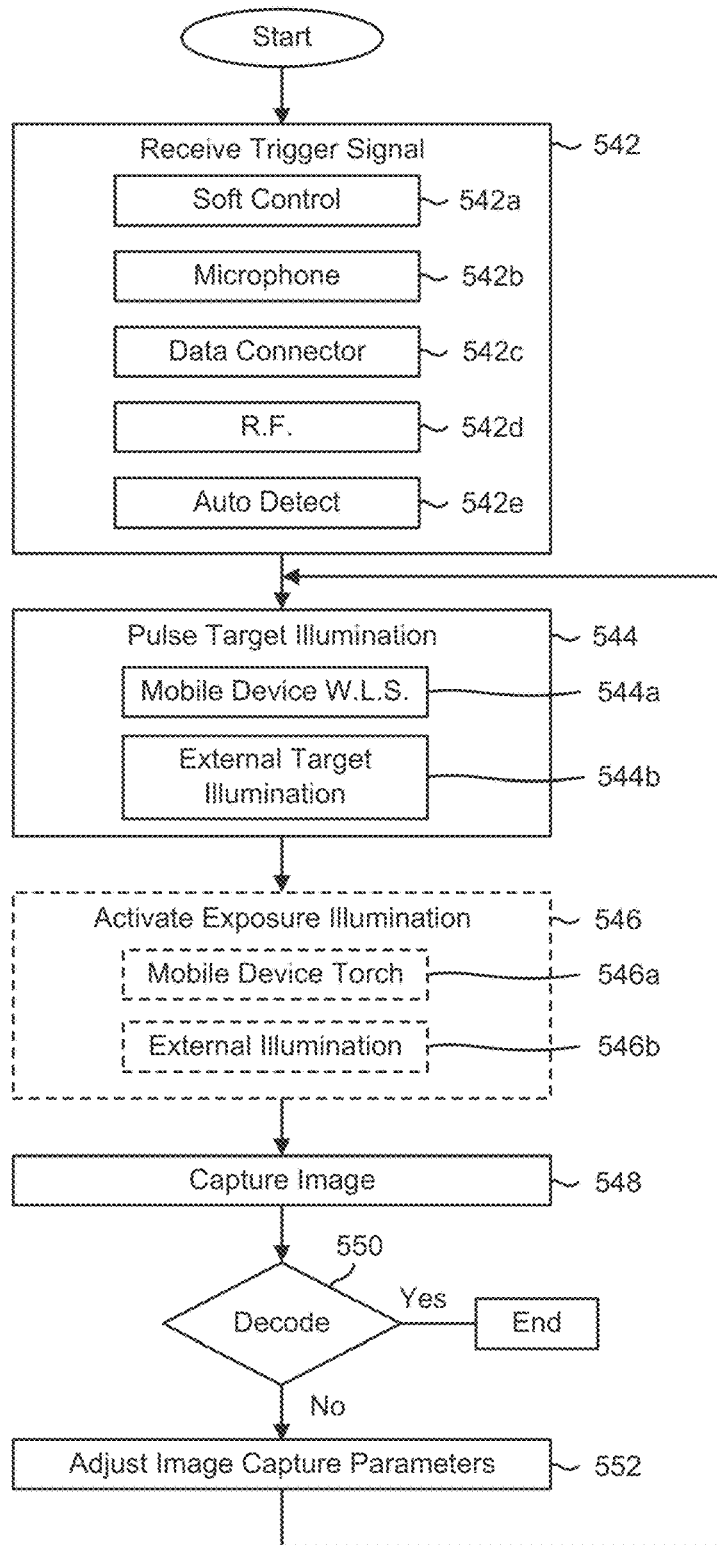 Start
Receive Trigger Signal
542
Soft Control
542a
Microphone
542b
Data Connector
542c
R.F.
542d
Auto Detect
542e
Pulse Target Illumination
544
Mobile Device W.L.S.
544a
External Target
Illumination
544b
Activate Exposure Illumination
546
Mobile Device Torch
546a
External Illumination
546b
Capture Image
548
550
Decode
Yes
End
No
Adjust Image Capture Parameters
552